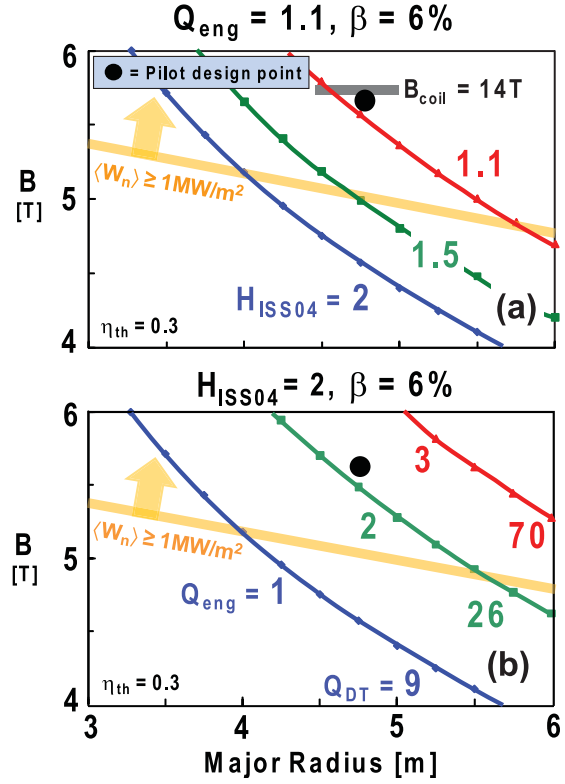 Q_eng = 1.1, β = 6%
6
● = Pilot design point
B_coil = 14T
⟨W_n⟩ ≥ 1MW/m²
B
[T]
5
1.1
1.5
H_ISS04 = 2
(a)
η_th = 0.3
4
H_ISS04 = 2, β = 6%
6
3
⟨W_n⟩ ≥ 1MW/m²
2
70
B
[T]
5
Q_eng = 1
26
(b)
η_th = 0.3
Q_DT = 9
4
3 4 5 6
Major Radius [m]